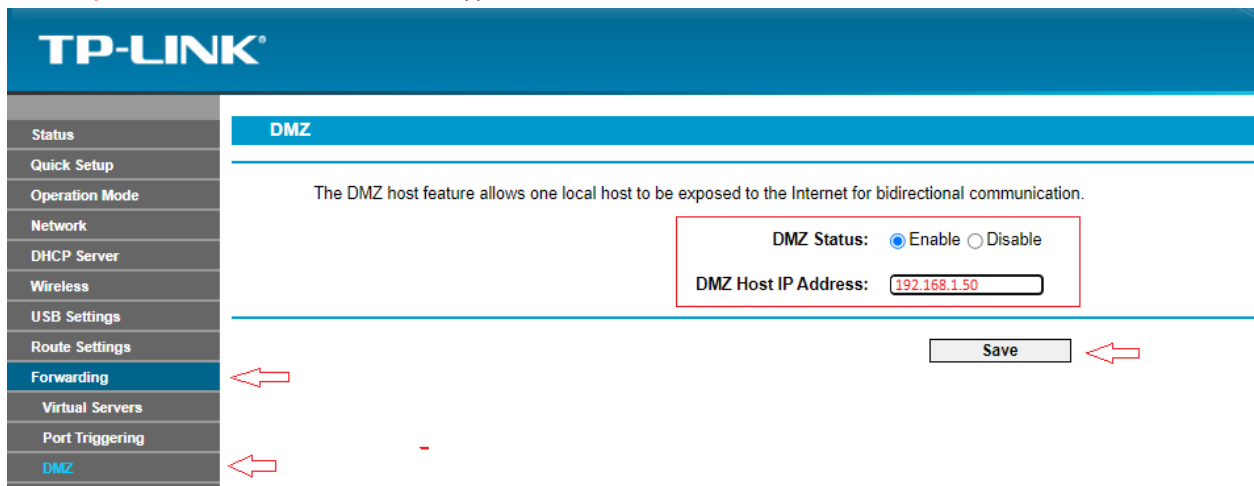 TP-LINK®
Status
Quick Setup
Operation Mode
Network
DHCP Server
Wireless
USB Settings
Route Settings
Forwarding
Virtual Servers
Port Triggering
DMZ
DMZ
The DMZ host feature allows one local host to be exposed to the Internet for bidirectional communication.
DMZ Status: Enable Disable
DMZ Host IP Address: 192.168.1.50
Save